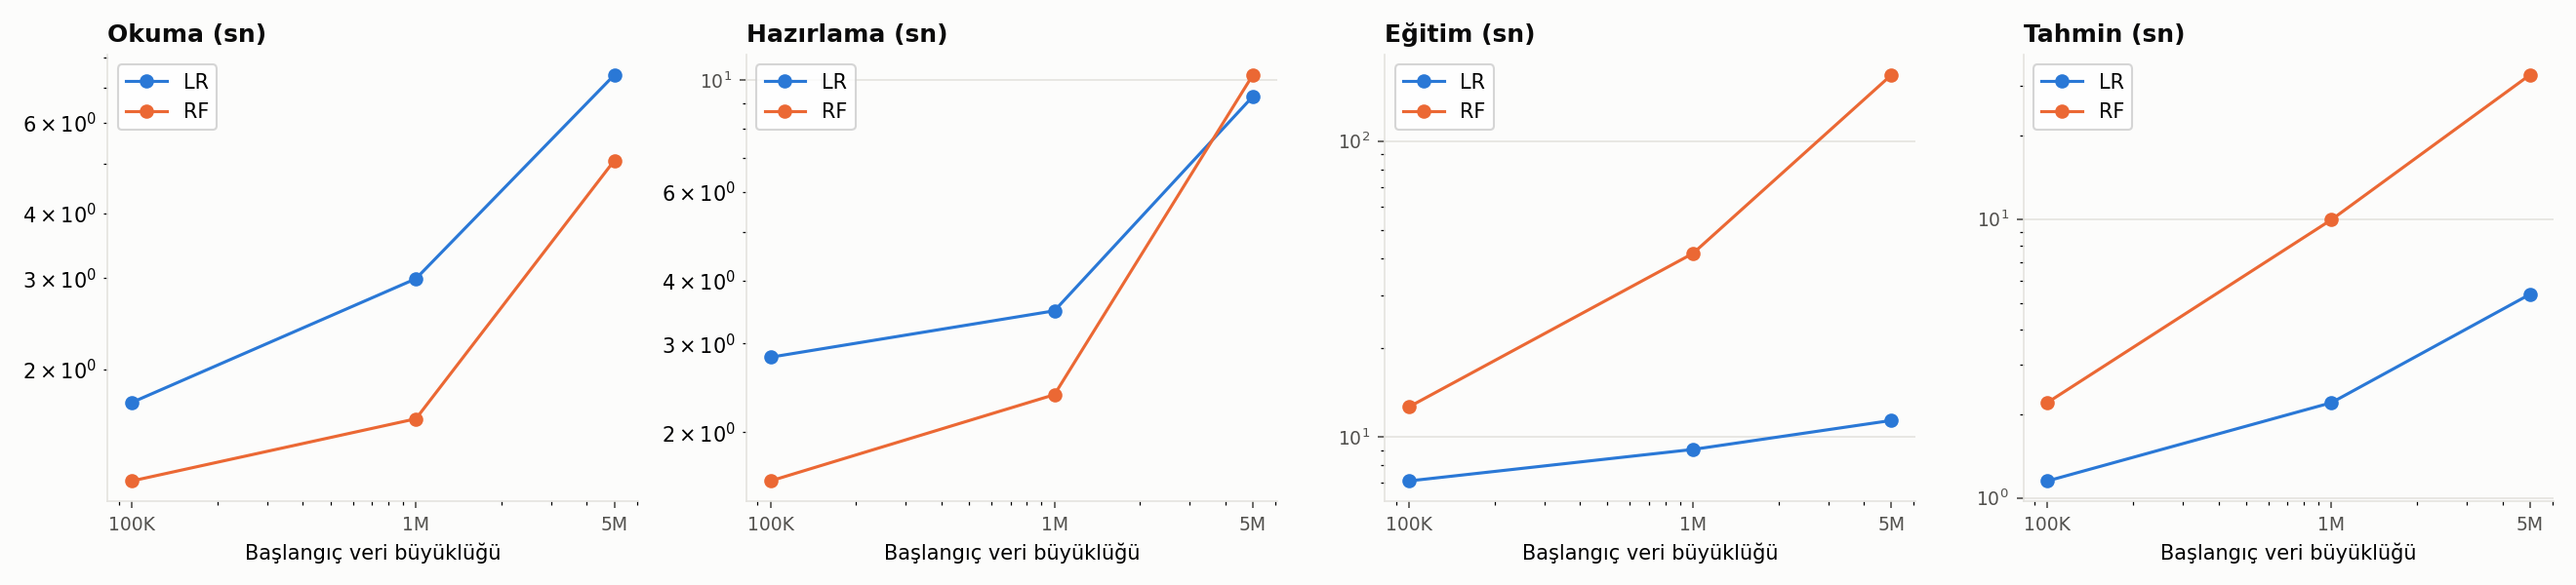 Okuma (sn)
LR
RF
6 × 10⁰
4 × 10⁰
3 × 10⁰
2 × 10⁰
100K 1M 5M
Başlangıç veri büyüklüğü
Hazırlama (sn)
LR
RF
10¹
6 × 10⁰
4 × 10⁰
3 × 10⁰
2 × 10⁰
100K 1M 5M
Başlangıç veri büyüklüğü
Eğitim (sn)
LR
RF
10²
10¹
100K 1M 5M
Başlangıç veri büyüklüğü
Tahmin (sn)
LR
RF
10¹
10⁰
100K 1M 5M
Başlangıç veri büyüklüğü